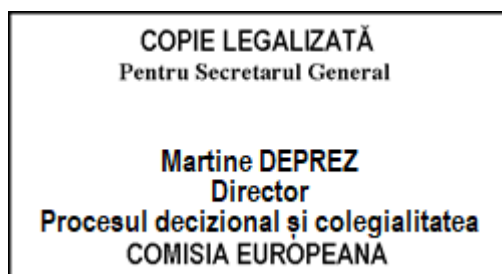 COPIE LEGALIZATĂ
Pentru Secretarul General
Martine DEPREZ
Director
Procesul decizional și colegialitatea
COMISIA EUROPEANA